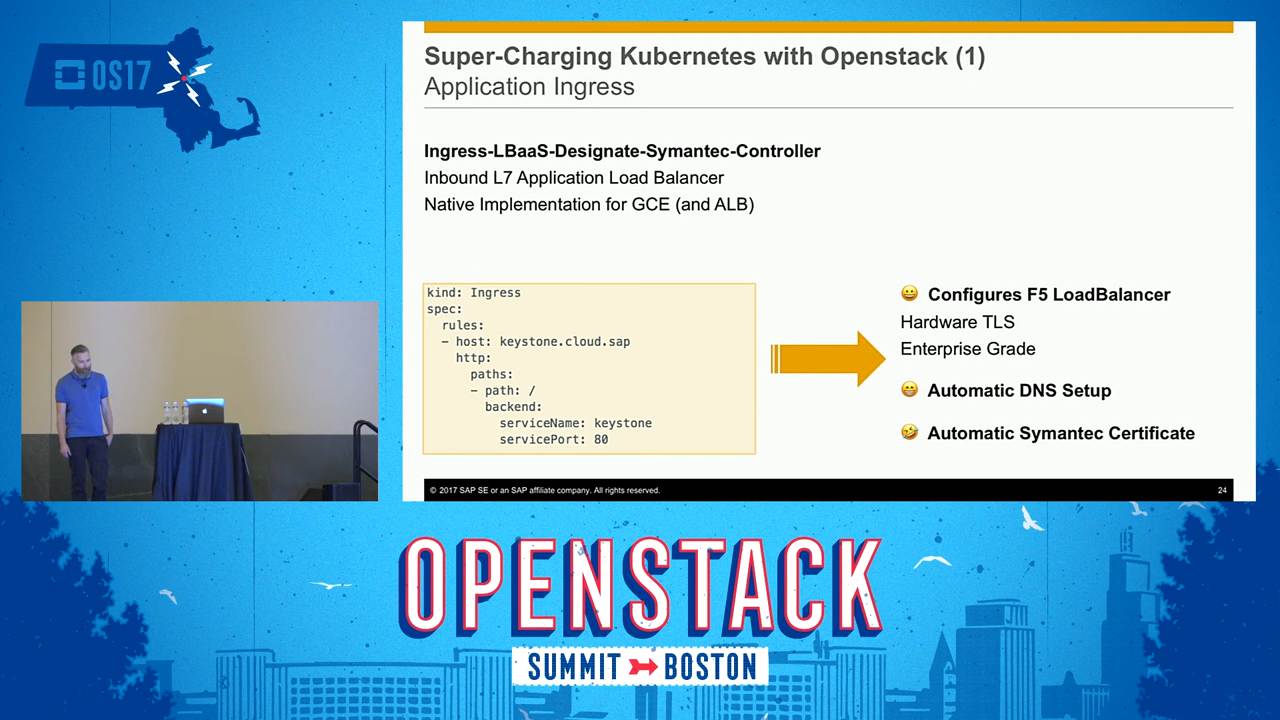 OS17
Super-Charging Kubernetes with Openstack (1)
Application Ingress
Ingress-LBaaS-Designate-Symantec-Controller
Inbound L7 Application Load Balancer
Native Implementation for GCE (and ALB)
kind: Ingress
spec:
  rules:
  - host: keystone.cloud.sap
    http:
      paths:
      - path: /
        backend:
          serviceName: keystone
          servicePort: 80
😀 Configures F5 LoadBalancer
Hardware TLS
Enterprise Grade
😁 Automatic DNS Setup
🤣 Automatic Symantec Certificate
© 2017 SAP SE or an SAP affiliate company. All rights reserved.
24
OPENSTACK
SUMMIT BOSTON